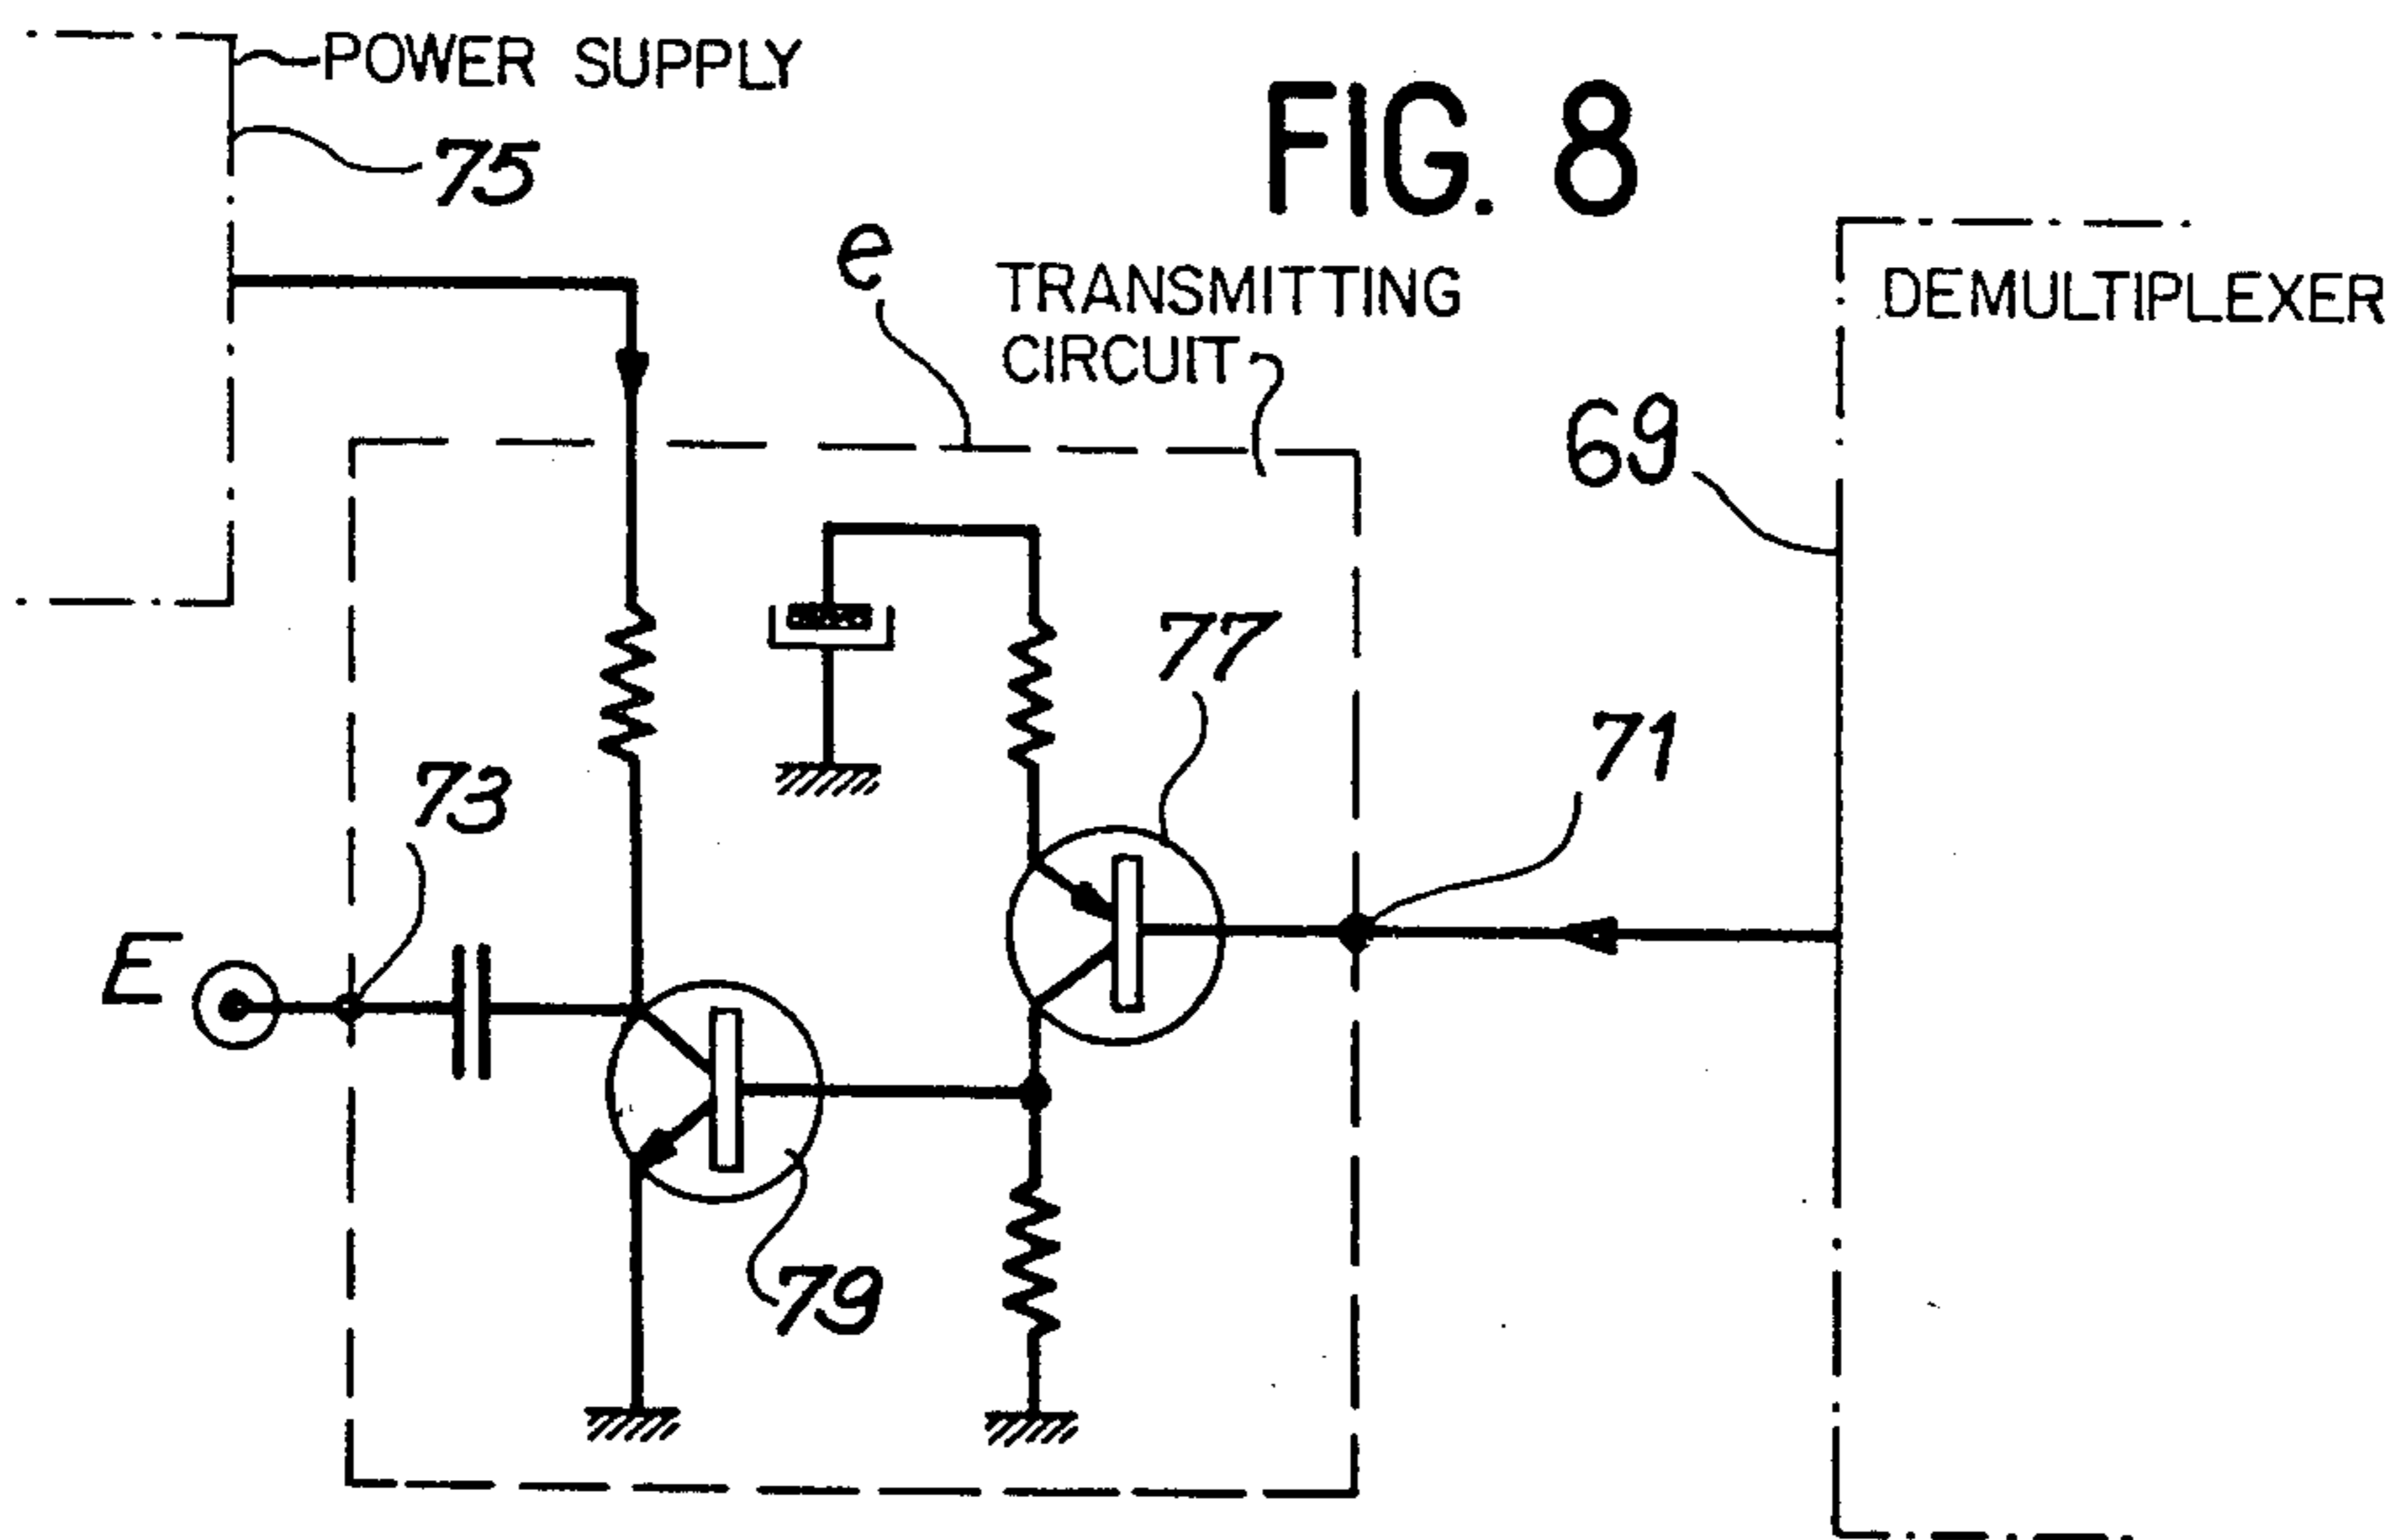 POWER SUPPLY
75
FIG. 8
e
TRANSMITTING
CIRCUIT
DEMULTIPLEXER
69
77
71
73
E
79